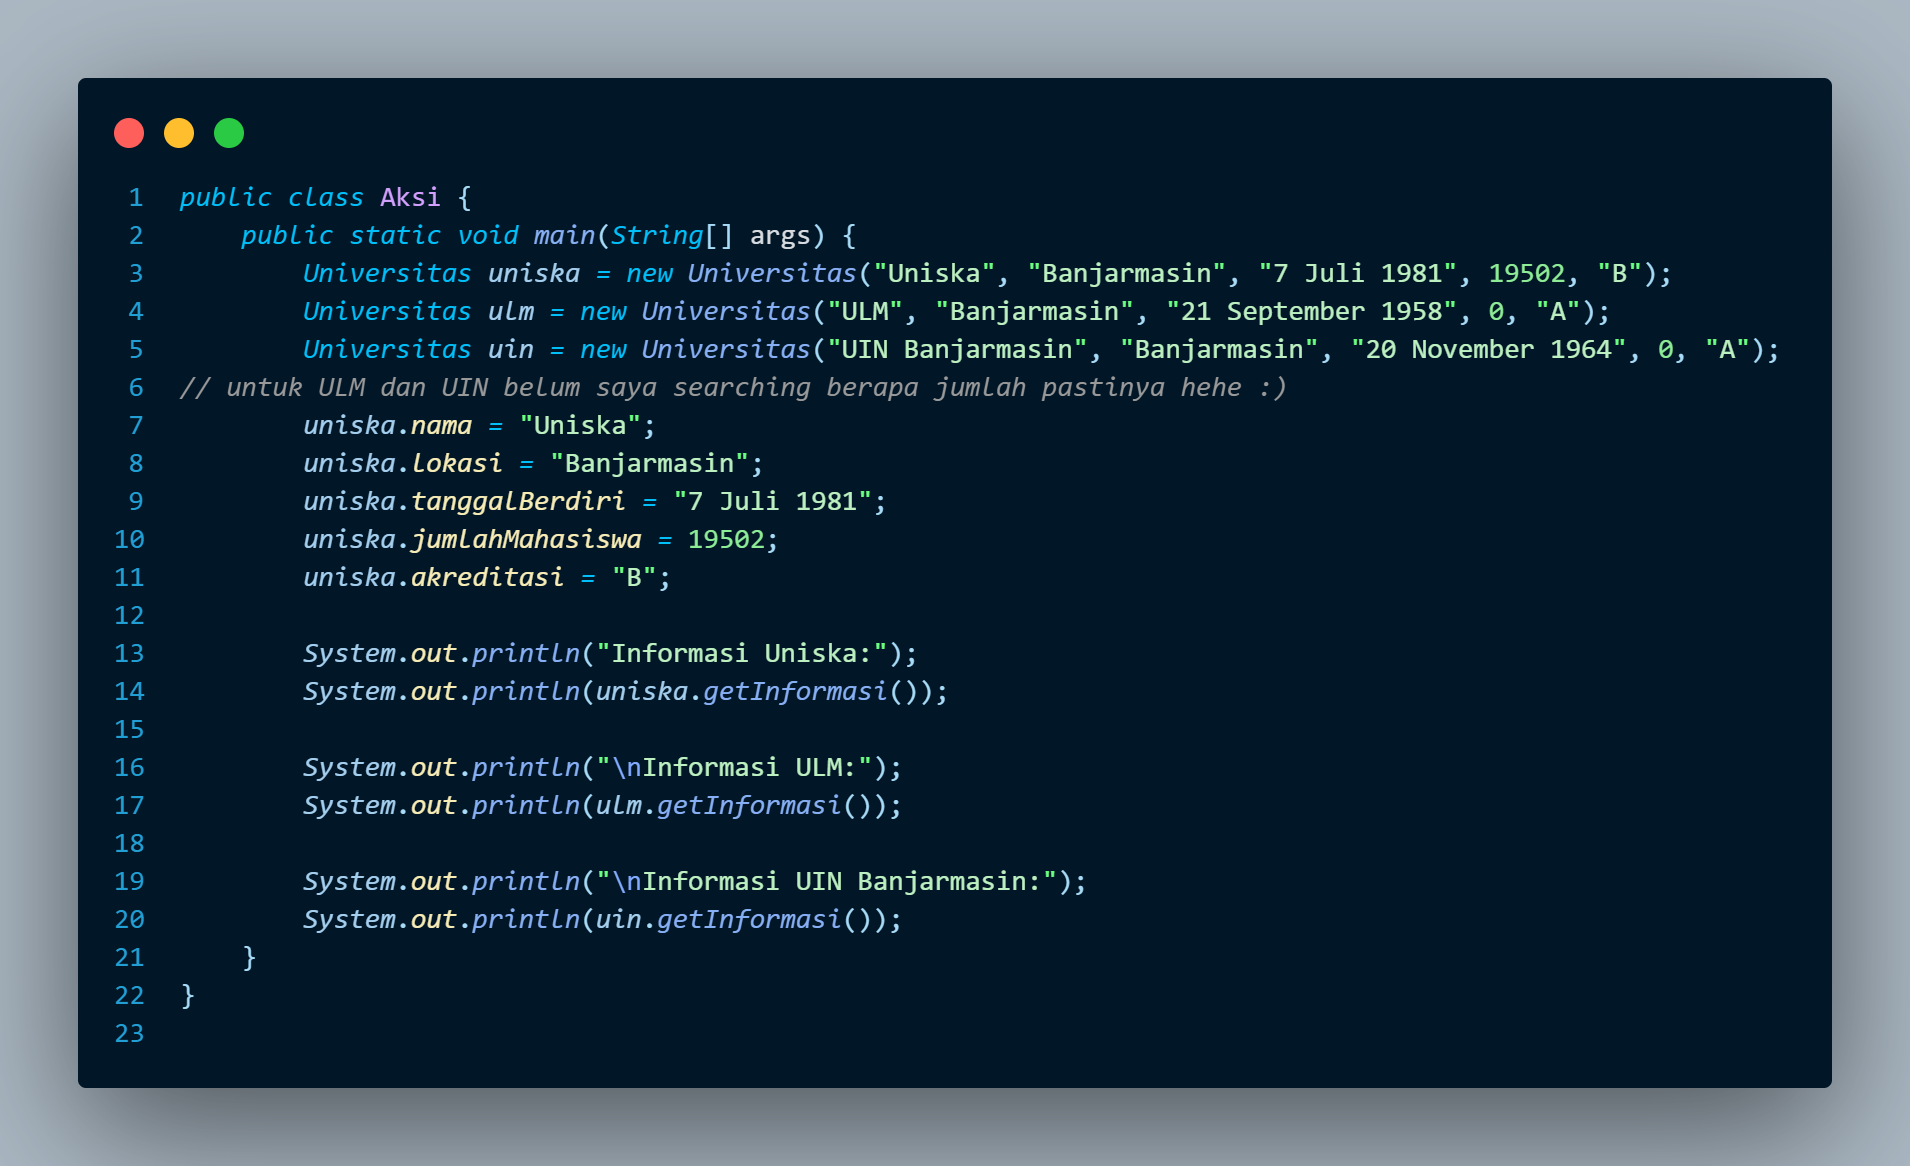 1 public class Aksi {
2     public static void main(String[] args) {
3         Universitas uniska = new Universitas("Uniska", "Banjarmasin", "7 Juli 1981", 19502, "B");
4         Universitas ulm = new Universitas("ULM", "Banjarmasin", "21 September 1958", 0, "A");
5         Universitas uin = new Universitas("UIN Banjarmasin", "Banjarmasin", "20 November 1964", 0, "A");
6 // untuk ULM dan UIN belum saya searching berapa jumlah pastinya hehe :)
7         uniska.nama = "Uniska";
8         uniska.lokasi = "Banjarmasin";
9         uniska.tanggalBerdiri = "7 Juli 1981";
10         uniska.jumlahMahasiswa = 19502;
11         uniska.akreditasi = "B";
12
13         System.out.println("Informasi Uniska:");
14         System.out.println(uniska.getInformasi());
15
16         System.out.println("\nInformasi ULM:");
17         System.out.println(ulm.getInformasi());
18
19         System.out.println("\nInformasi UIN Banjarmasin:");
20         System.out.println(uin.getInformasi());
21     }
22 }
23